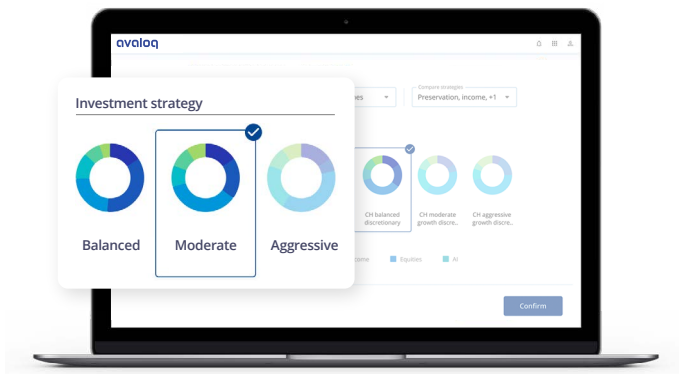 avaloq
Compare strategies
Preservation, income, +1
Investment strategy
Balanced
Moderate
Aggressive
CH balanced
discretionary
CH moderate
growth discre..
CH aggressive
growth discre..
Equities
AI
Confirm